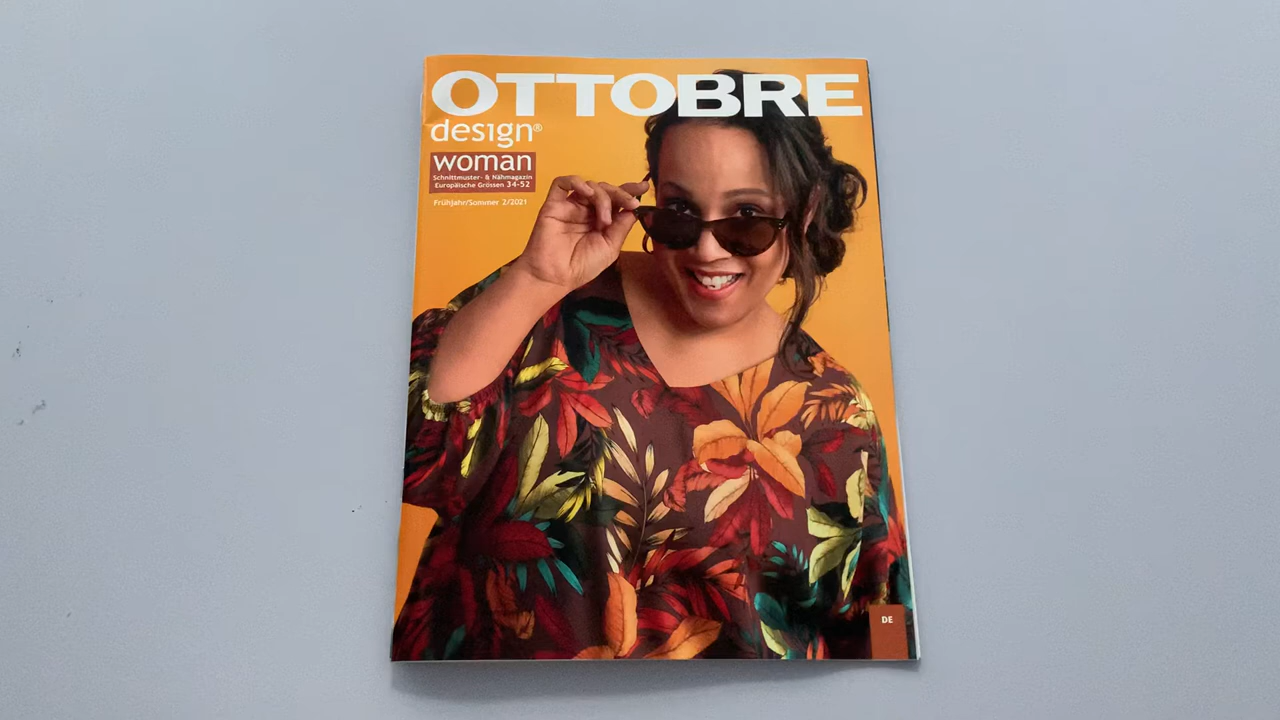 OTTOBRE
design®
woman
Schnittmuster- & Nähmagazin
Europäische Grössen 34-52
Frühjahr/Sommer 2/2021
DE